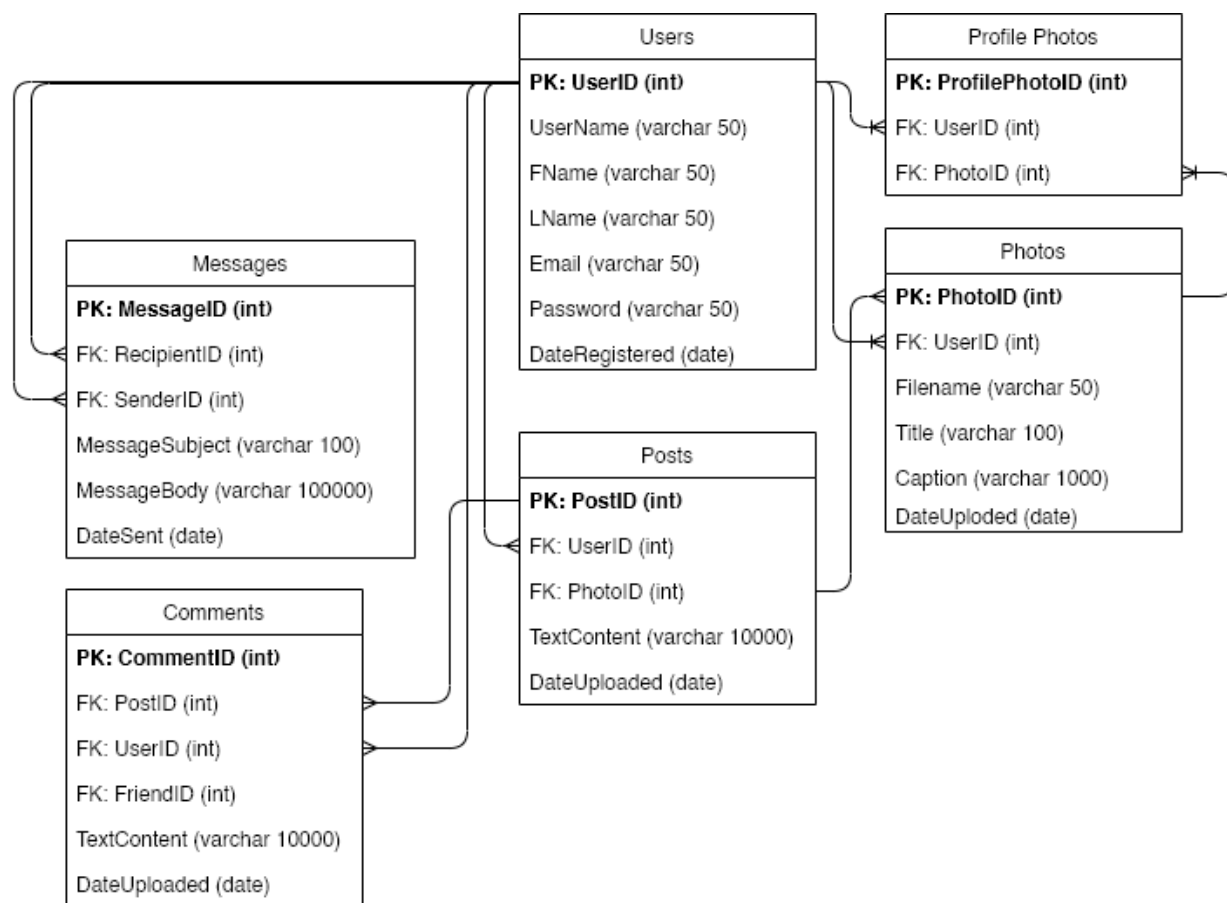 Users
PK: UserID (int)
UserName (varchar 50)
FName (varchar 50)
LName (varchar 50)
Email (varchar 50)
Password (varchar 50)
DateRegistered (date)
Profile Photos
PK: ProfilePhotoID (int)
FK: UserID (int)
FK: PhotoID (int)
Messages
PK: MessageID (int)
FK: RecipientID (int)
FK: SenderID (int)
MessageSubject (varchar 100)
MessageBody (varchar 100000)
DateSent (date)
Photos
PK: PhotoID (int)
FK: UserID (int)
Filename (varchar 50)
Title (varchar 100)
Caption (varchar 1000)
DateUploded (date)
Posts
PK: PostID (int)
FK: UserID (int)
FK: PhotoID (int)
TextContent (varchar 10000)
DateUploaded (date)
Comments
PK: CommentID (int)
FK: PostID (int)
FK: UserID (int)
FK: FriendID (int)
TextContent (varchar 10000)
DateUploaded (date)